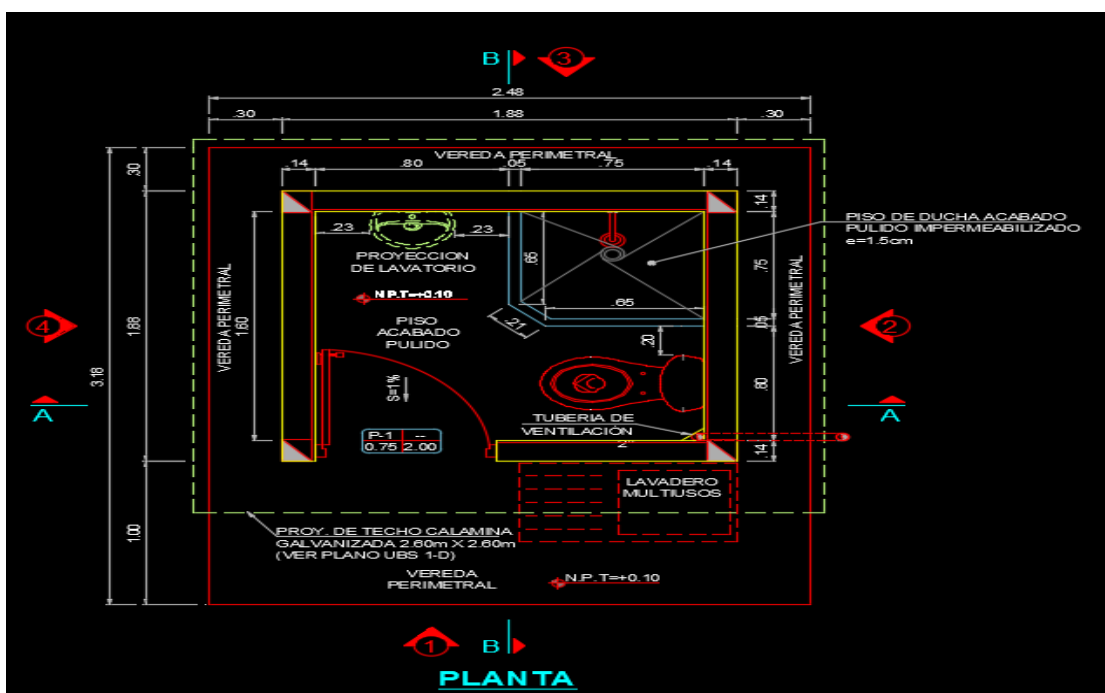 B
3
2.48
.30
1.88
.30
VEREDA PERIMETRAL
.14
.80
.05
.75
.14
.30
.14
PISO DE DUCHA ACABADO
PULIDO IMPERMEABILIZADO
e=1.5cm
.23
.23
PROYECCION
DE LAVATORIO
.65
.75
N.P.T=+0.10
.65
VEREDA PERIMETRAL
1.60
VEREDA PERIMETRAL
4
1.88
PISO
ACABADO
PULIDO
.21
.05
2
.20
3.18
S=1%
.80
A
A
TUBERIA DE
VENTILACIÓN
2"
P-1
--
0.75
2.00
.14
LAVADERO
MULTIUSOS
1.00
PROY. DE TECHO CALAMINA
GALVANIZADA 2.60m X 2.60m
(VER PLANO UBS 1-D)
VEREDA
PERIMETRAL
N.P.T=+0.10
1
B
PLANTA